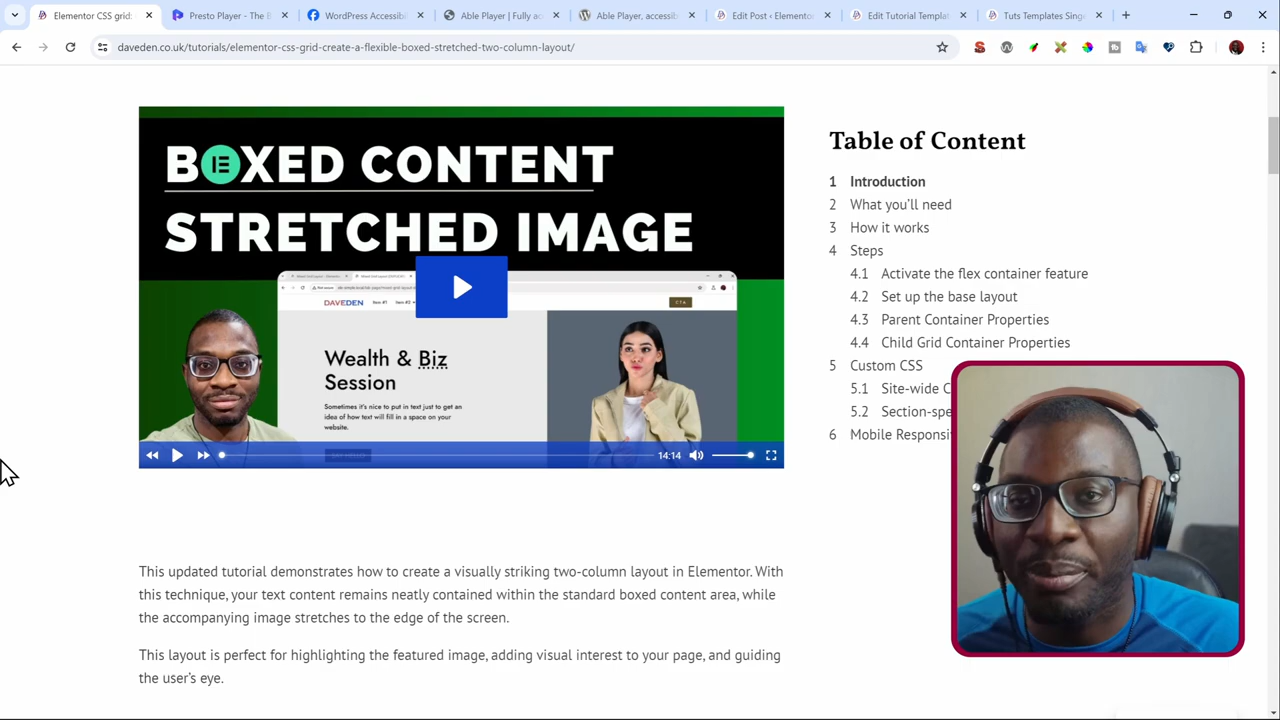 Elementor CSS grid:
Presto Player - The B
WordPress Accessibil
Able Player | Fully ac
Able Player, accessib
Edit Post ‹ Elemento
Edit Tutorial Templat
Tuts Templates Singl
daveden.co.uk/tutorials/elementor-css-grid-create-a-flexible-boxed-stretched-two-column-layout/
BOXED CONTENT
STRETCHED IMAGE
DAVEDEN
Item #1
Item #2
Wealth & Biz
Session
Sometimes it's nice to put in text just to get an
idea of how text will fill in a space on your
website.
14:14
Table of Content
1 Introduction
2 What you'll need
3 How it works
4 Steps
4.1 Activate the flex container feature
4.2 Set up the base layout
4.3 Parent Container Properties
4.4 Child Grid Container Properties
5 Custom CSS
5.1 Site-wide C
5.2 Section-spe
6 Mobile Responsi
This updated tutorial demonstrates how to create a visually striking two-column layout in Elementor. With
this technique, your text content remains neatly contained within the standard boxed content area, while
the accompanying image stretches to the edge of the screen.
This layout is perfect for highlighting the featured image, adding visual interest to your page, and guiding
the user's eye.